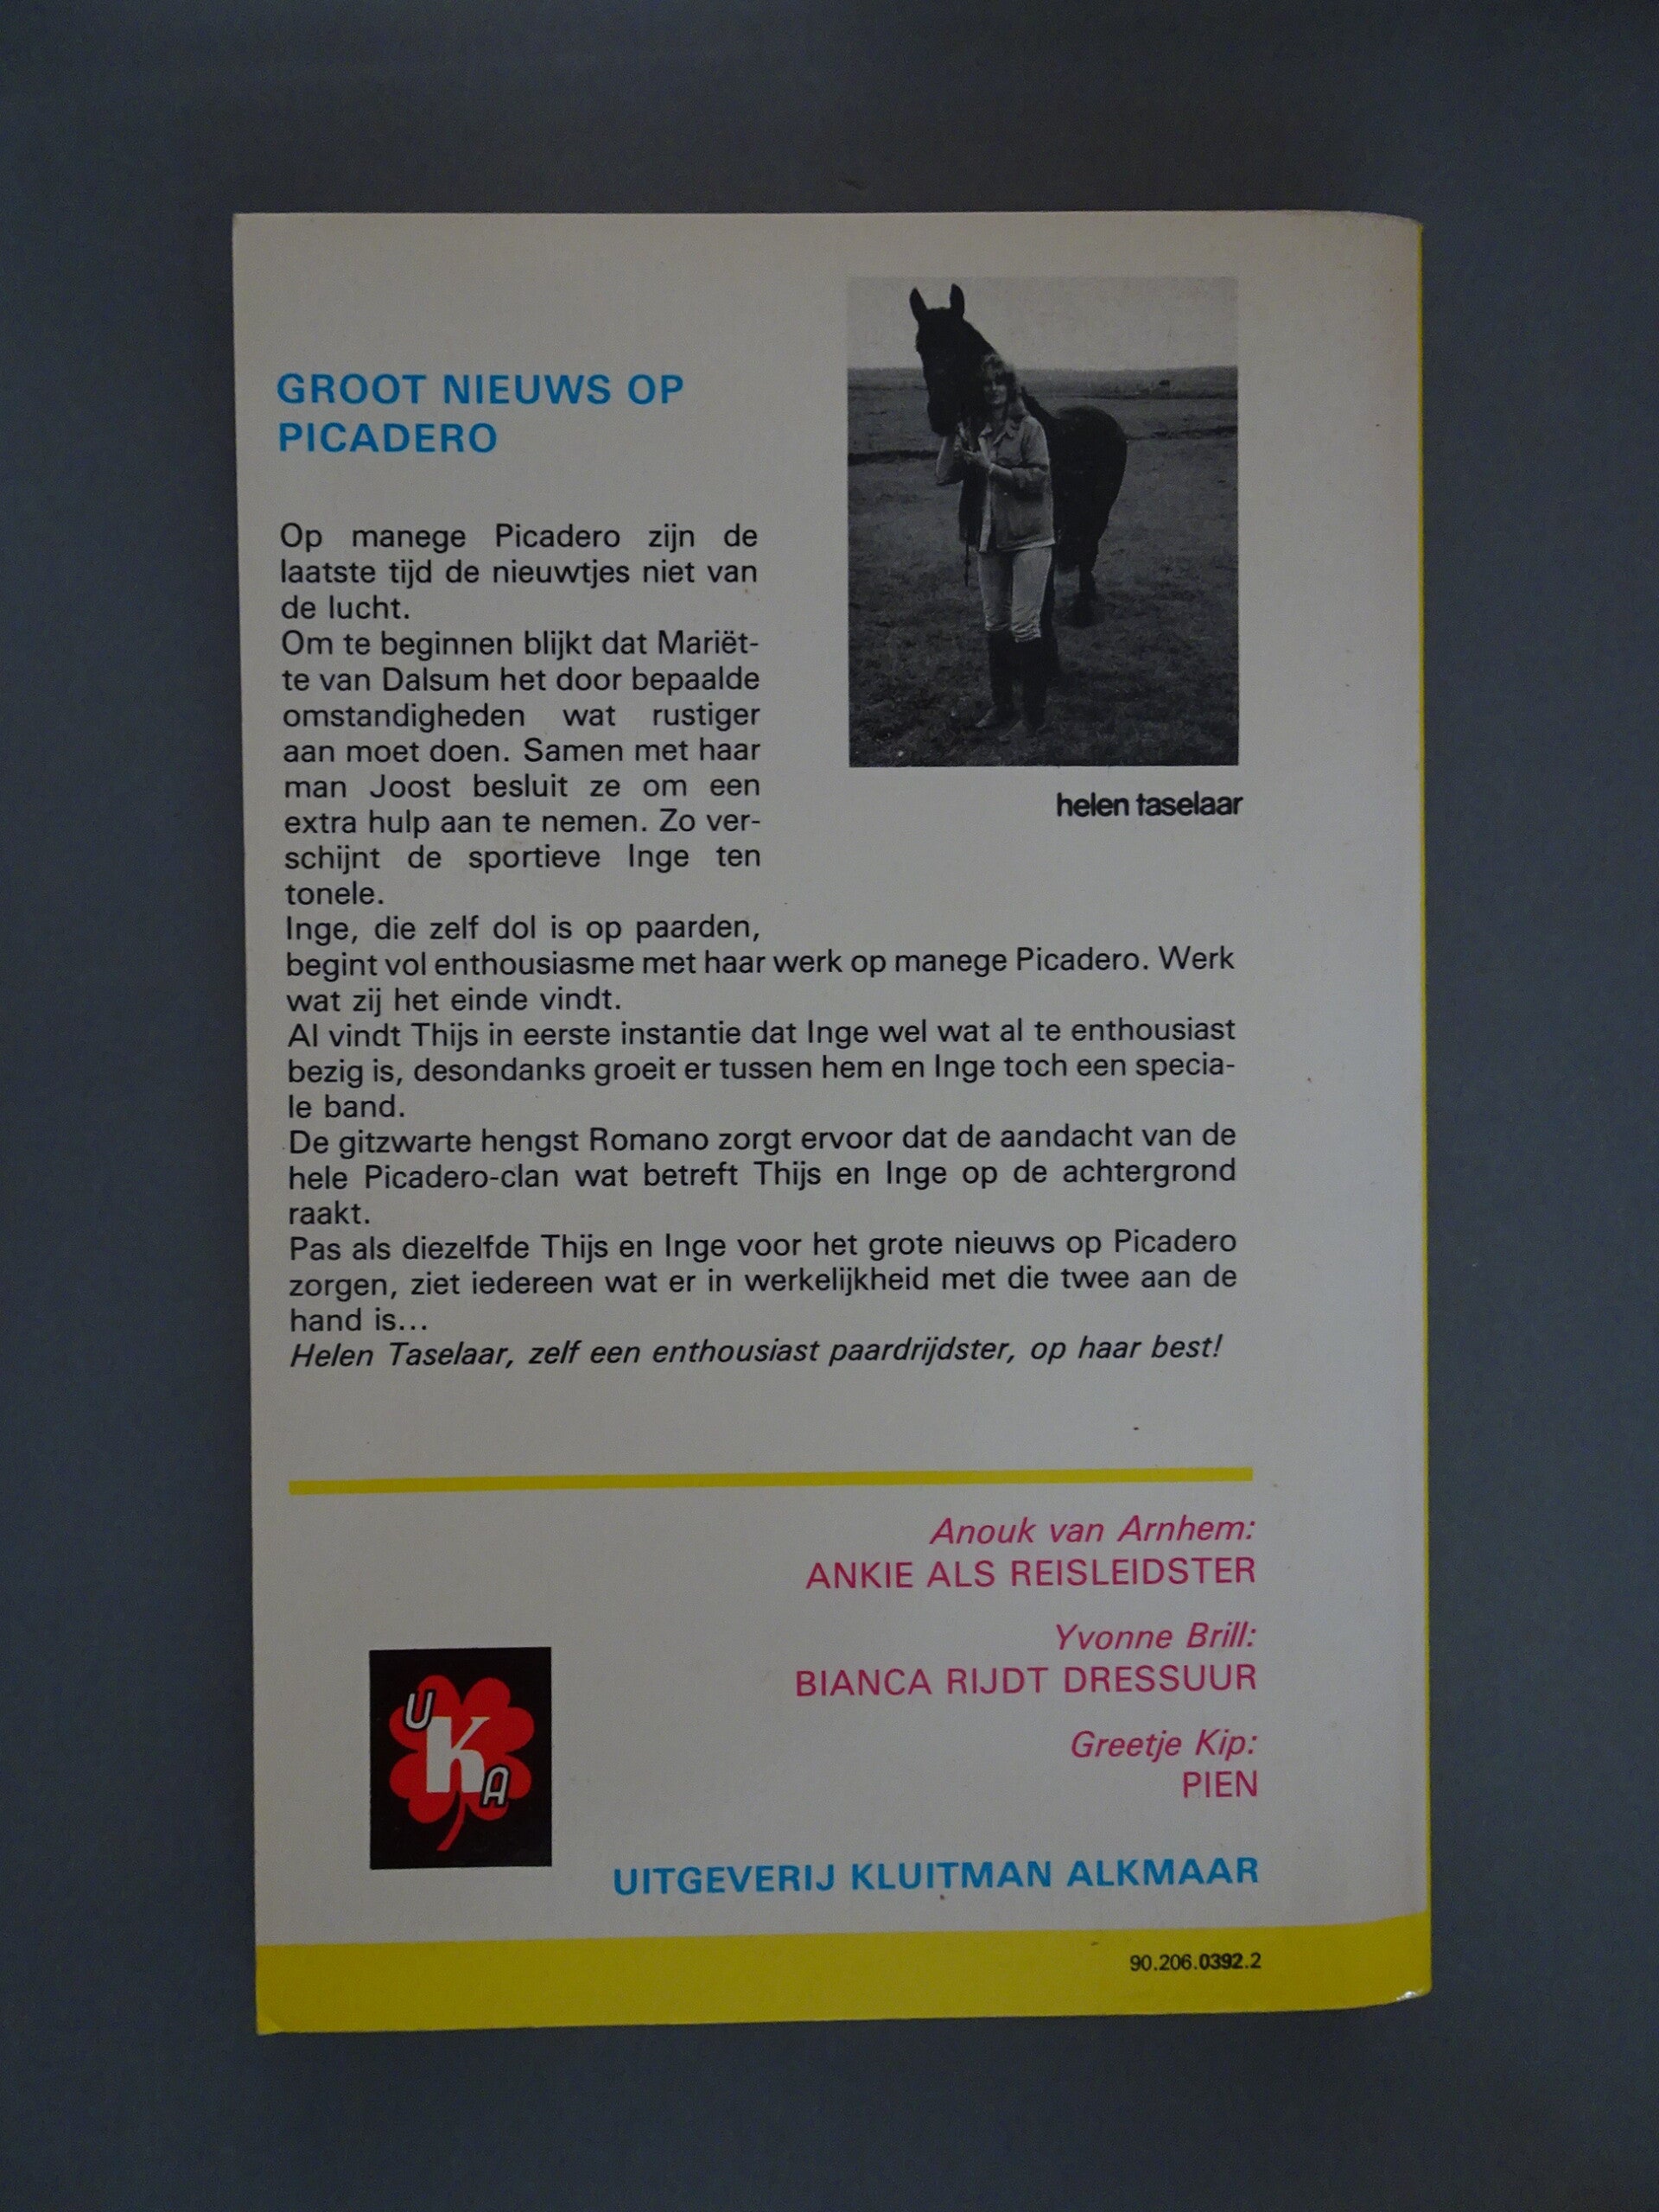 GROOT NIEUWS OP
PICADERO
Op manege Picadero zijn de
laatste tijd de nieuwtjes niet van
de lucht.
Om te beginnen blijkt dat Mariët-
te van Dalsum het door bepaalde
omstandigheden wat rustiger
aan moet doen. Samen met haar
man Joost besluit ze om een
extra hulp aan te nemen. Zo ver-
schijnt de sportieve Inge ten
tonele.
Inge, die zelf dol is op paarden,
begint vol enthousiasme met haar werk op manege Picadero. Werk
wat zij het einde vindt.
Al vindt Thijs in eerste instantie dat Inge wel wat al te enthousiast
bezig is, desondanks groeit er tussen hem en Inge toch een specia-
le band.
De gitzwarte hengst Romano zorgt ervoor dat de aandacht van de
hele Picadero-clan wat betreft Thijs en Inge op de achtergrond
raakt.
Pas als diezelfde Thijs en Inge voor het grote nieuws op Picadero
zorgen, ziet iedereen wat er in werkelijkheid met die twee aan de
hand is...
Helen Taselaar, zelf een enthousiast paardrijdster, op haar best!
helen taselaar
Anouk van Arnhem:
ANKIE ALS REISLEIDSTER
Yvonne Brill:
BIANCA RIJDT DRESSUUR
Greetje Kip:
PIEN
UKA
UITGEVERIJ KLUITMAN ALKMAAR
90.206.0392.2